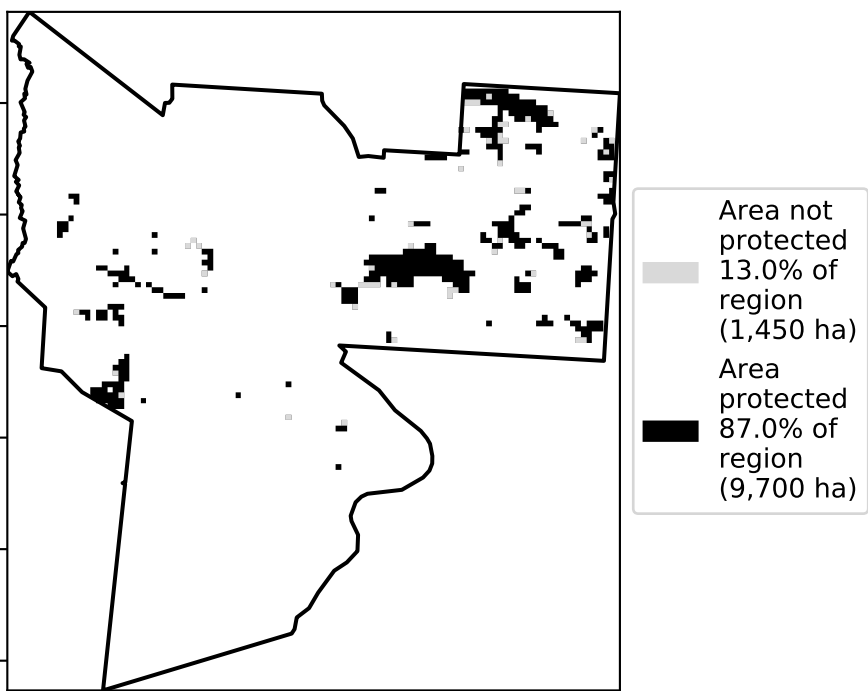 Area not
protected
13.0% of
region
(1,450 ha)
Area
protected
87.0% of
region
(9,700 ha)